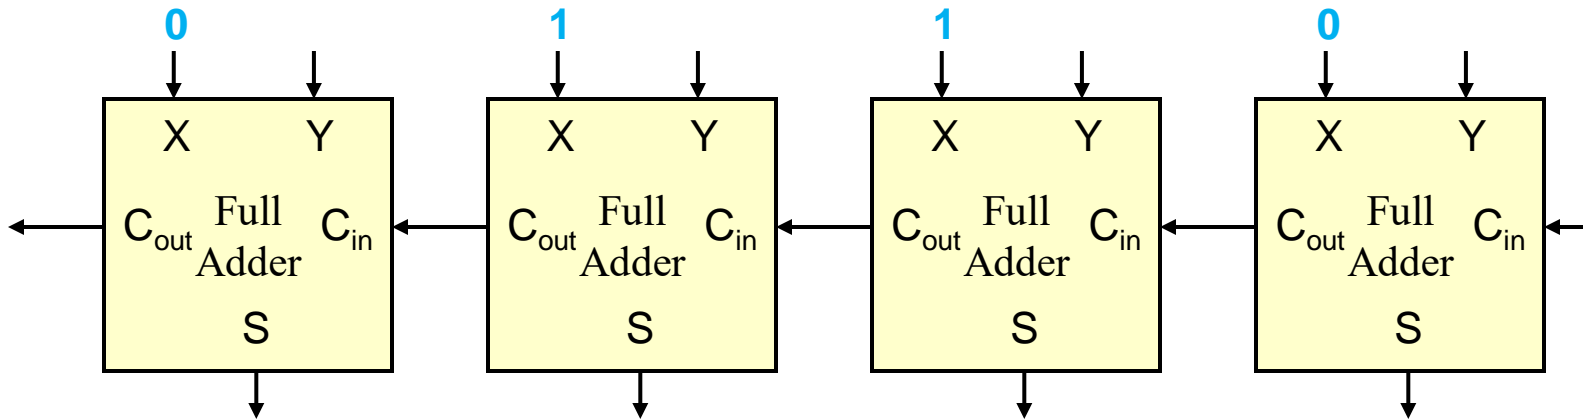 0 1 1 0
X Y X Y X Y X Y
Cout Full Cin Cout Full Cin Cout Full Cin Cout Full Cin
Adder Adder Adder Adder
S S S S